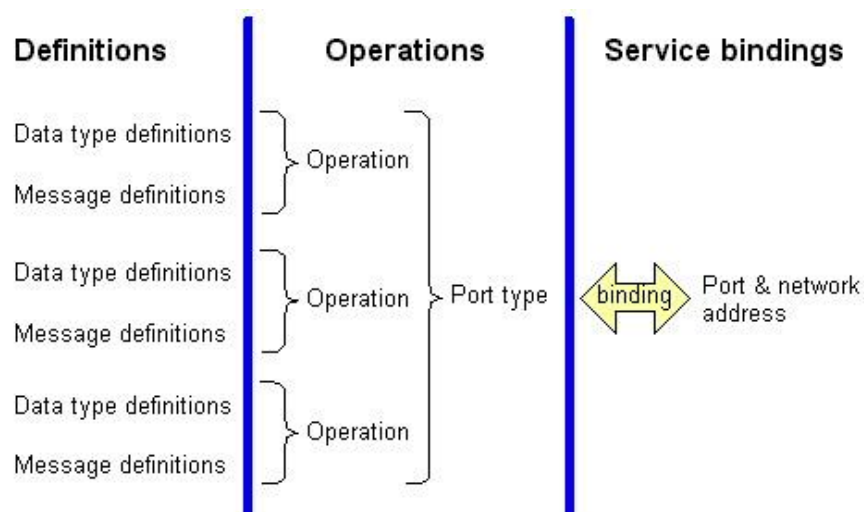 Definitions
Operations
Service bindings
Data type definitions
Message definitions
Operation
Data type definitions
Message definitions
Operation
Port type
binding
Port & network
address
Data type definitions
Message definitions
Operation